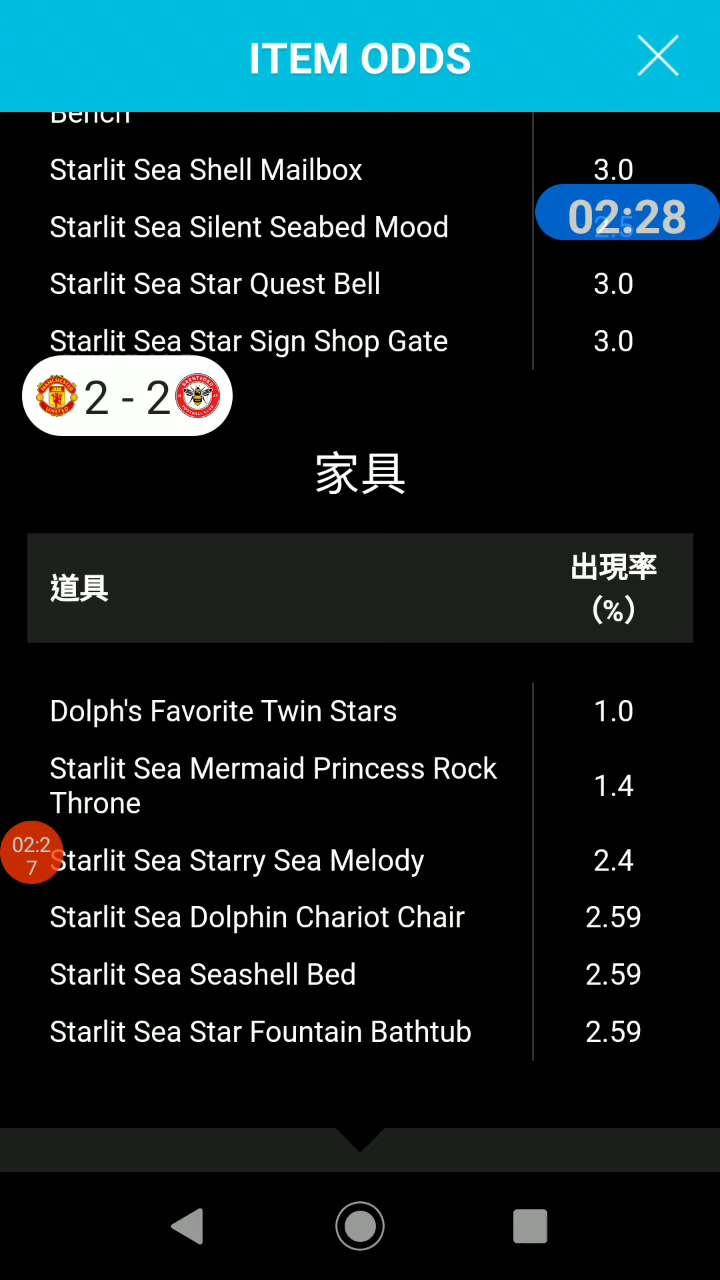 ITEM ODDS
Bench
Starlit Sea Shell Mailbox 3.0
02:28
Starlit Sea Silent Seabed Mood
Starlit Sea Star Quest Bell 3.0
Starlit Sea Star Sign Shop Gate 3.0
2 - 2
家具
道具 出現率
(%)
Dolph's Favorite Twin Stars 1.0
Starlit Sea Mermaid Princess Rock
Throne 1.4
02:2
7
Starlit Sea Starry Sea Melody 2.4
Starlit Sea Dolphin Chariot Chair 2.59
Starlit Sea Seashell Bed 2.59
Starlit Sea Star Fountain Bathtub 2.59